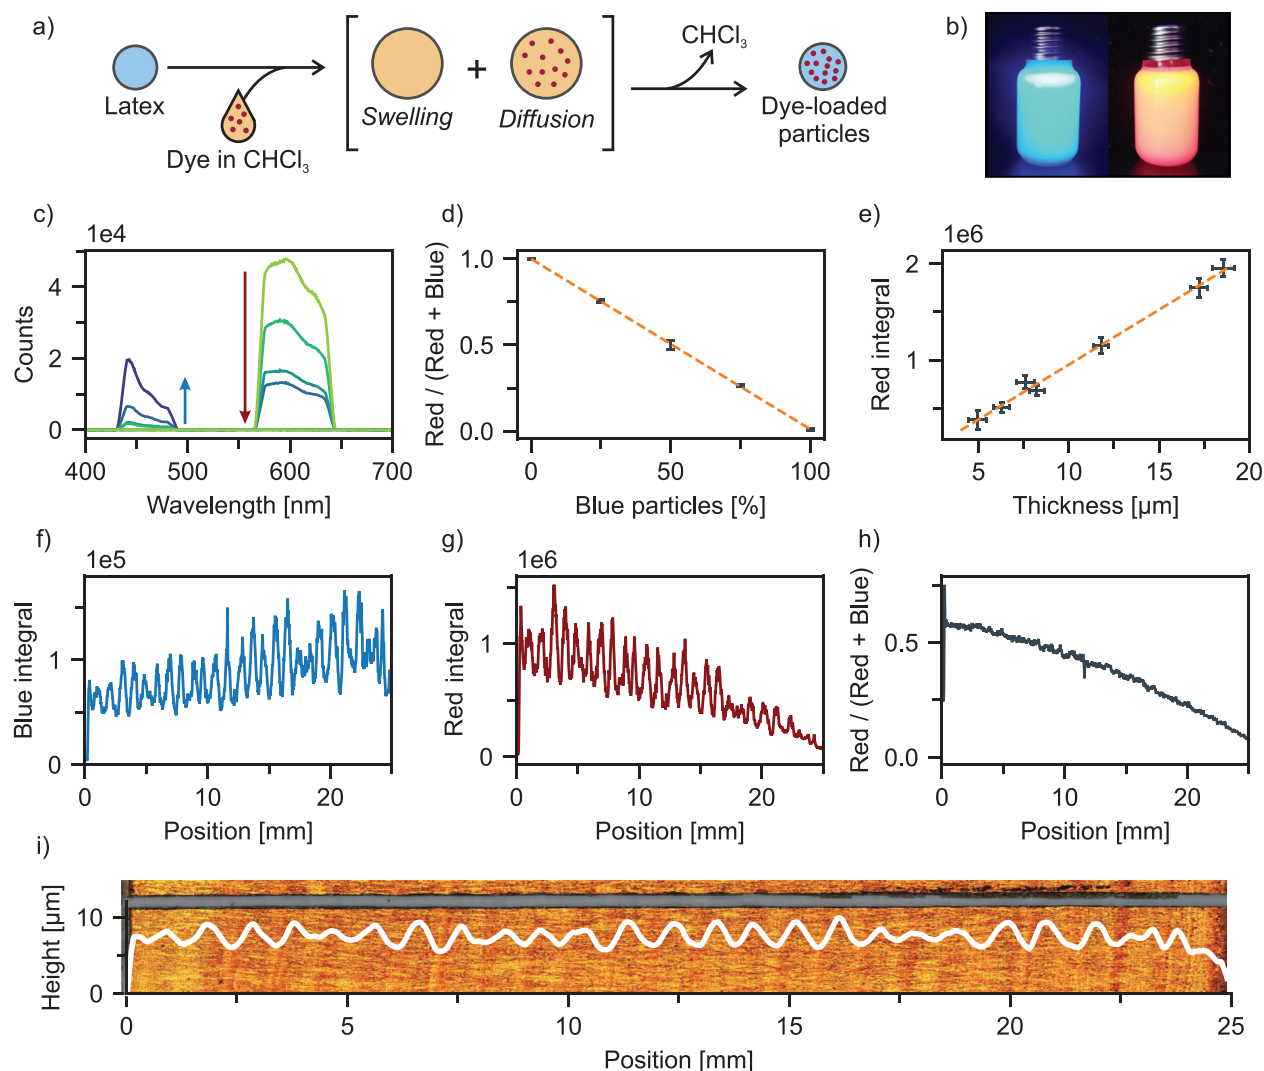 a)
Latex
Dye in CHCl₃
Swelling
+
Diffusion
CHCl₃
Dye-loaded
particles
b)
c)
1e4
Counts
4
2
0
400
500
600
700
Wavelength [nm]
d)
Red / (Red + Blue)
1.0
0.5
0.0
0
50
100
Blue particles [%]
e)
1e6
Red integral
2
1
5
10
15
20
Thickness [µm]
f)
1e5
Blue integral
1
0
0
10
20
Position [mm]
g)
1e6
Red integral
1
0
0
10
20
Position [mm]
h)
Red / (Red + Blue)
0.5
0.0
0
10
20
Position [mm]
i)
Height [µm]
10
0
0
5
10
15
20
25
Position [mm]